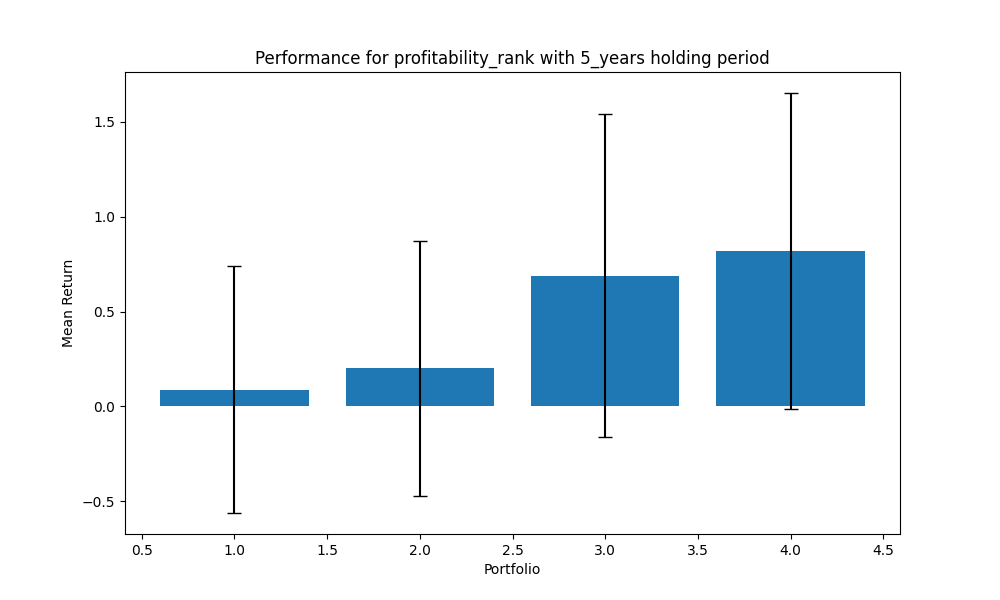 Performance for profitability_rank with 5_years holding period
Mean Return
1.5
1.0
0.5
0.0
−0.5
0.5 1.0 1.5 2.0 2.5 3.0 3.5 4.0 4.5
Portfolio